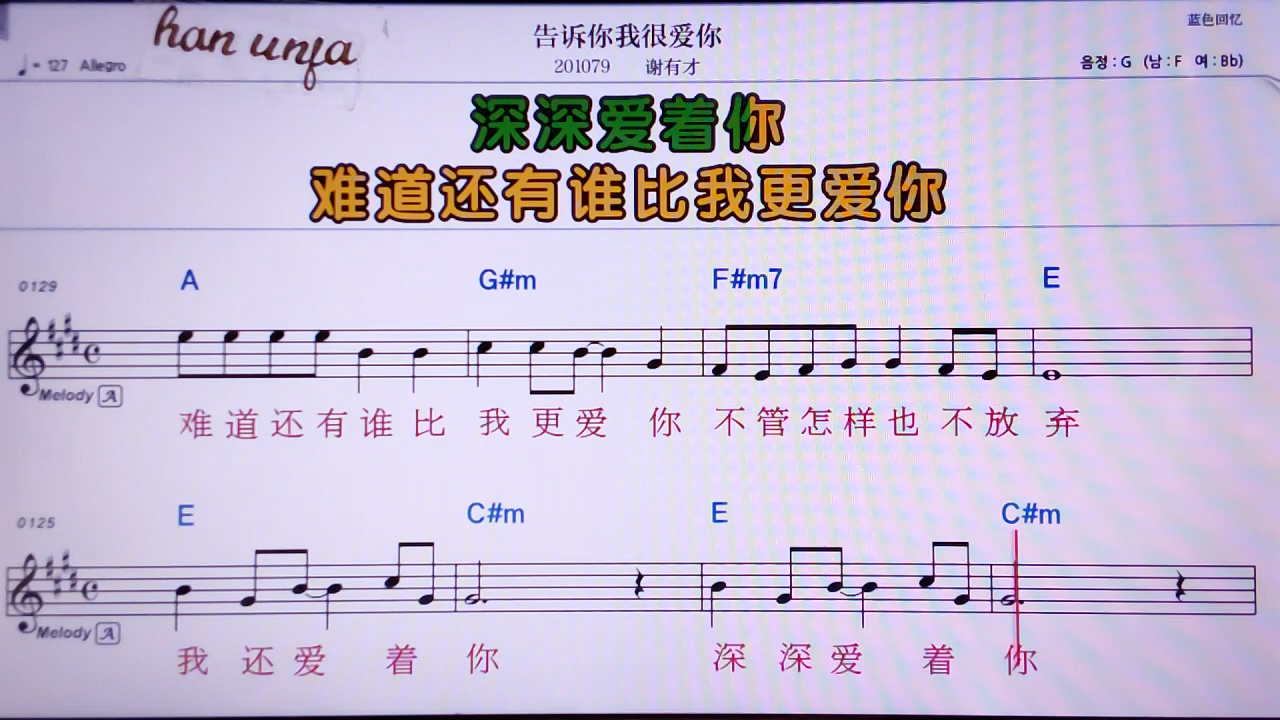 han unfa
告诉你我很爱你
蓝色回忆
♩= 127 Allegro
201079 谢有才
음정 : G (남 : F 여 : Bb)
深深爱着你
难道还有谁比我更爱你
0129 A G#m F#m7 E
Melody A
难道还有谁比我更爱你不管怎样也不放弃
0125 E C#m E C#m
Melody A
我还爱着你 深深爱着你